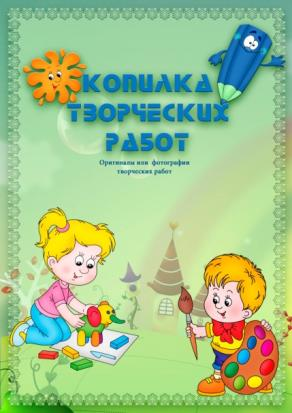 КОПИЛКА
ТВОРЧЕСКИХ
РАБОТ
Оригиналы или фотографии
творческих работ